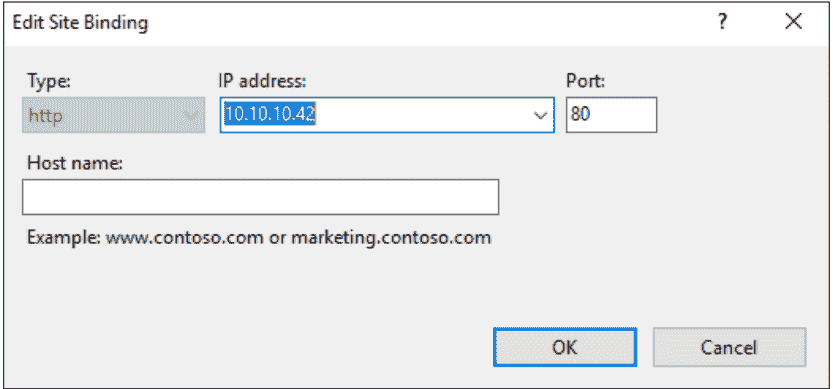 Edit Site Binding ?
Type: IP address: Port:
http 10.10.10.42 80
Host name:
Example: www.contoso.com or marketing.contoso.com
OK Cancel